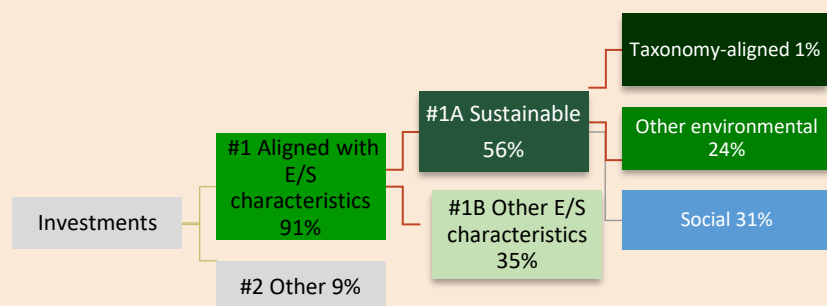 Investments
#1 Aligned with
E/S
characteristics
91%
#2 Other 9%
#1A Sustainable
56%
#1B Other E/S
characteristics
35%
Taxonomy-aligned 1%
Other environmental
24%
Social 31%